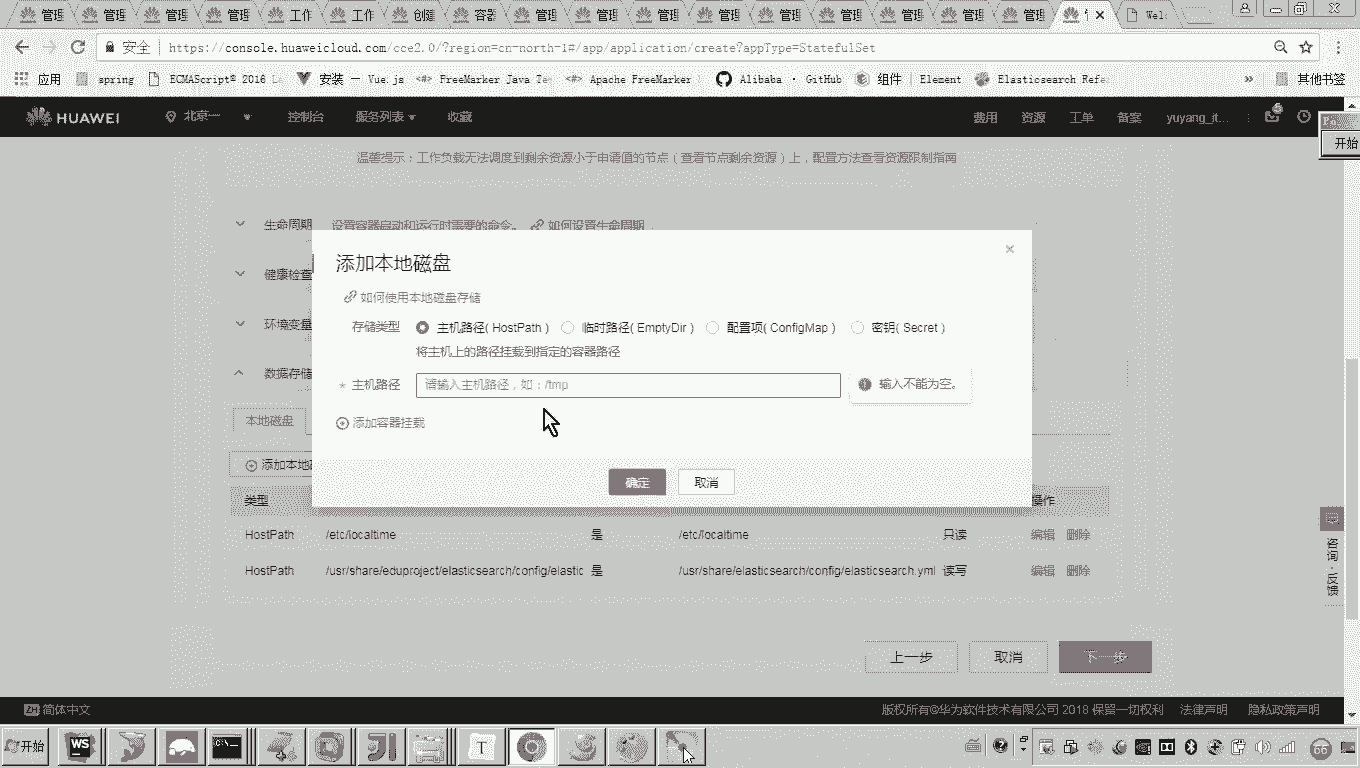 管理 管理 管理 管理 工作 工作 创建 容器 管理 管理 管理 管理 管理 管理 管理 管理 Wel
安全 https://console.huaweicloud.com/cce2.0/?region=cn-north-1#/app/application/create?appType=StatefulSet
应用 spring ECMAScript® 2016 La 安装 — Vue.js FreeMarker Java Te Apache FreeMarker Alibaba · GitHub 组件 | Element Elasticsearch Refe » 其他书签
HUAWEI 北京一 控制台 服务列表 收藏 费用 资源 工单 备案 yuyang_jt...
开始
温馨提示：工作负载无法调度到剩余资源小于申请值的节点（查看节点剩余资源）上，配置方法查看资源限制指南
生命周期 设置容器启动和运行时需要的命令。 如何设置生命周期
健康检查
环境变量
数据存储
本地磁盘
添加本地
添加本地磁盘
如何使用本地磁盘存储
存储类型 主机路径( HostPath ) 临时路径( EmptyDir ) 配置项( ConfigMap ) 密钥( Secret )
将主机上的路径挂载到指定的容器路径
* 主机路径 请输入主机路径，如：/tmp 输入不能为空。
添加容器挂载
确定 取消
类型 操作
HostPath /etc/localtime 是 /etc/localtime 只读 编辑 删除
HostPath /usr/share/eduproject/elasticsearch/config/elastic 是 /usr/share/elasticsearch/config/elasticsearch.yml 读写 编辑 删除
咨询·反馈
上一步 取消 下一步
ZH 简体中文 版权所有©华为软件技术有限公司 2018 保留一切权利 法律声明 隐私政策声明
开始 WS T 66